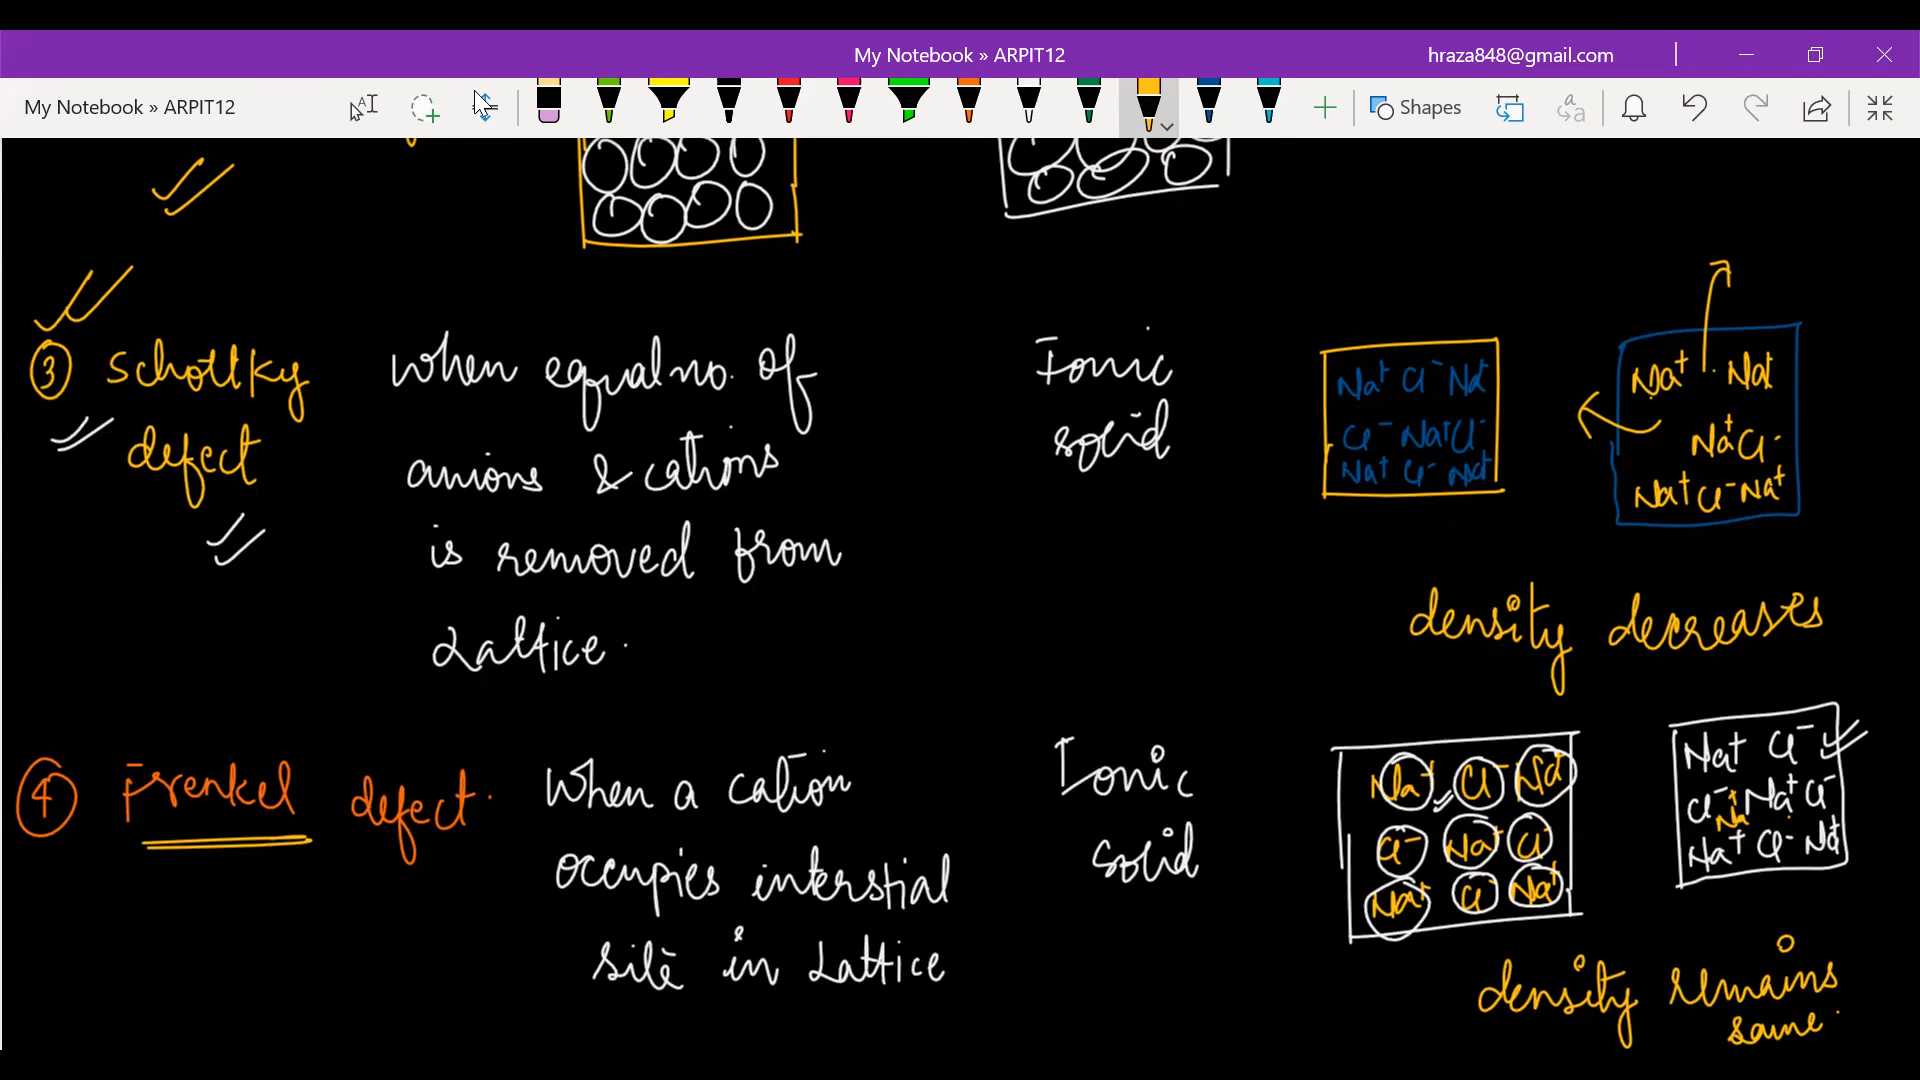 My Notebook » ARPIT12
hraza848@gmail.com
My Notebook » ARPIT12
Shapes
③ Schottky defect
When equal no. of
anions & cations
is removed from
Lattice.
Ionic
solid
Na⁺ Cl⁻ Na⁺
Cl⁻ Na⁺ Cl⁻
Na⁺ Cl⁻ Na⁺
Na⁺ Na⁺
Na⁺ Cl⁻
Na⁺ Cl⁻ Na⁺
density decreases
④ Frenkel defect.
When a cation
occupies interstial
site in Lattice
Ionic
solid
Na⁺ Cl⁻ Na⁺
Cl⁻ Na⁺ Cl⁻
Na⁺ Cl⁻ Na⁺
Na⁺ Cl⁻
Cl⁻ Na⁺ Cl⁻
Na⁺
Na⁺ Cl⁻ Na⁺
density remains
same.